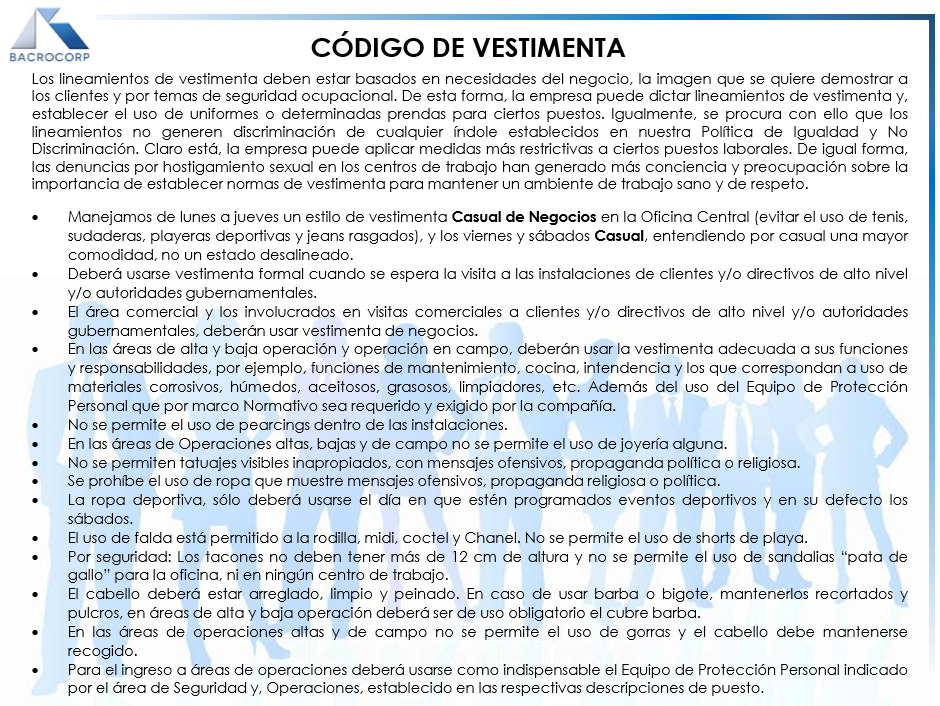 BACROCORP
CÓDIGO DE VESTIMENTA
Los lineamientos de vestimenta deben estar basados en necesidades del negocio, la imagen que se quiere demostrar a
los clientes y por temas de seguridad ocupacional. De esta forma, la empresa puede dictar lineamientos de vestimenta y,
establecer el uso de uniformes o determinadas prendas para ciertos puestos. Igualmente, se procura con ello que los
lineamientos no generen discriminación de cualquier índole establecidos en nuestra Política de Igualdad y No
Discriminación. Claro está, la empresa puede aplicar medidas más restrictivas a ciertos puestos laborales. De igual forma,
las denuncias por hostigamiento sexual en los centros de trabajo han generado más conciencia y preocupación sobre la
importancia de establecer normas de vestimenta para mantener un ambiente de trabajo sano y de respeto.
• Manejamos de lunes a jueves un estilo de vestimenta Casual de Negocios en la Oficina Central (evitar el uso de tenis,
sudaderas, playeras deportivas y jeans rasgados), y los viernes y sábados Casual, entendiendo por casual una mayor
comodidad, no un estado desalineado.
• Deberá usarse vestimenta formal cuando se espera la visita a las instalaciones de clientes y/o directivos de alto nivel
y/o autoridades gubernamentales.
• El área comercial y los involucrados en visitas comerciales a clientes y/o directivos de alto nivel y/o autoridades
gubernamentales, deberán usar vestimenta de negocios.
• En las áreas de alta y baja operación y operación en campo, deberán usar la vestimenta adecuada a sus funciones
y responsabilidades, por ejemplo, funciones de mantenimiento, cocina, intendencia y los que correspondan a uso de
materiales corrosivos, húmedos, aceitosos, grasosos, limpiadores, etc. Además del uso del Equipo de Protección
Personal que por marco Normativo sea requerido y exigido por la compañía.
• No se permite el uso de pearcings dentro de las instalaciones.
• En las áreas de Operaciones altas, bajas y de campo no se permite el uso de joyería alguna.
• No se permiten tatuajes visibles inapropiados, con mensajes ofensivos, propaganda política o religiosa.
• Se prohíbe el uso de ropa que muestre mensajes ofensivos, propaganda religiosa o política.
• La ropa deportiva, sólo deberá usarse el día en que estén programados eventos deportivos y en su defecto los
sábados.
• El uso de falda está permitido a la rodilla, midi, coctel y Chanel. No se permite el uso de shorts de playa.
• Por seguridad: Los tacones no deben tener más de 12 cm de altura y no se permite el uso de sandalias “pata de
gallo” para la oficina, ni en ningún centro de trabajo.
• El cabello deberá estar arreglado, limpio y peinado. En caso de usar barba o bigote, mantenerlos recortados y
pulcros, en áreas de alta y baja operación deberá ser de uso obligatorio el cubre barba.
• En las áreas de operaciones altas y de campo no se permite el uso de gorras y el cabello debe mantenerse
recogido.
• Para el ingreso a áreas de operaciones deberá usarse como indispensable el Equipo de Protección Personal indicado
por el área de Seguridad y, Operaciones, establecido en las respectivas descripciones de puesto.